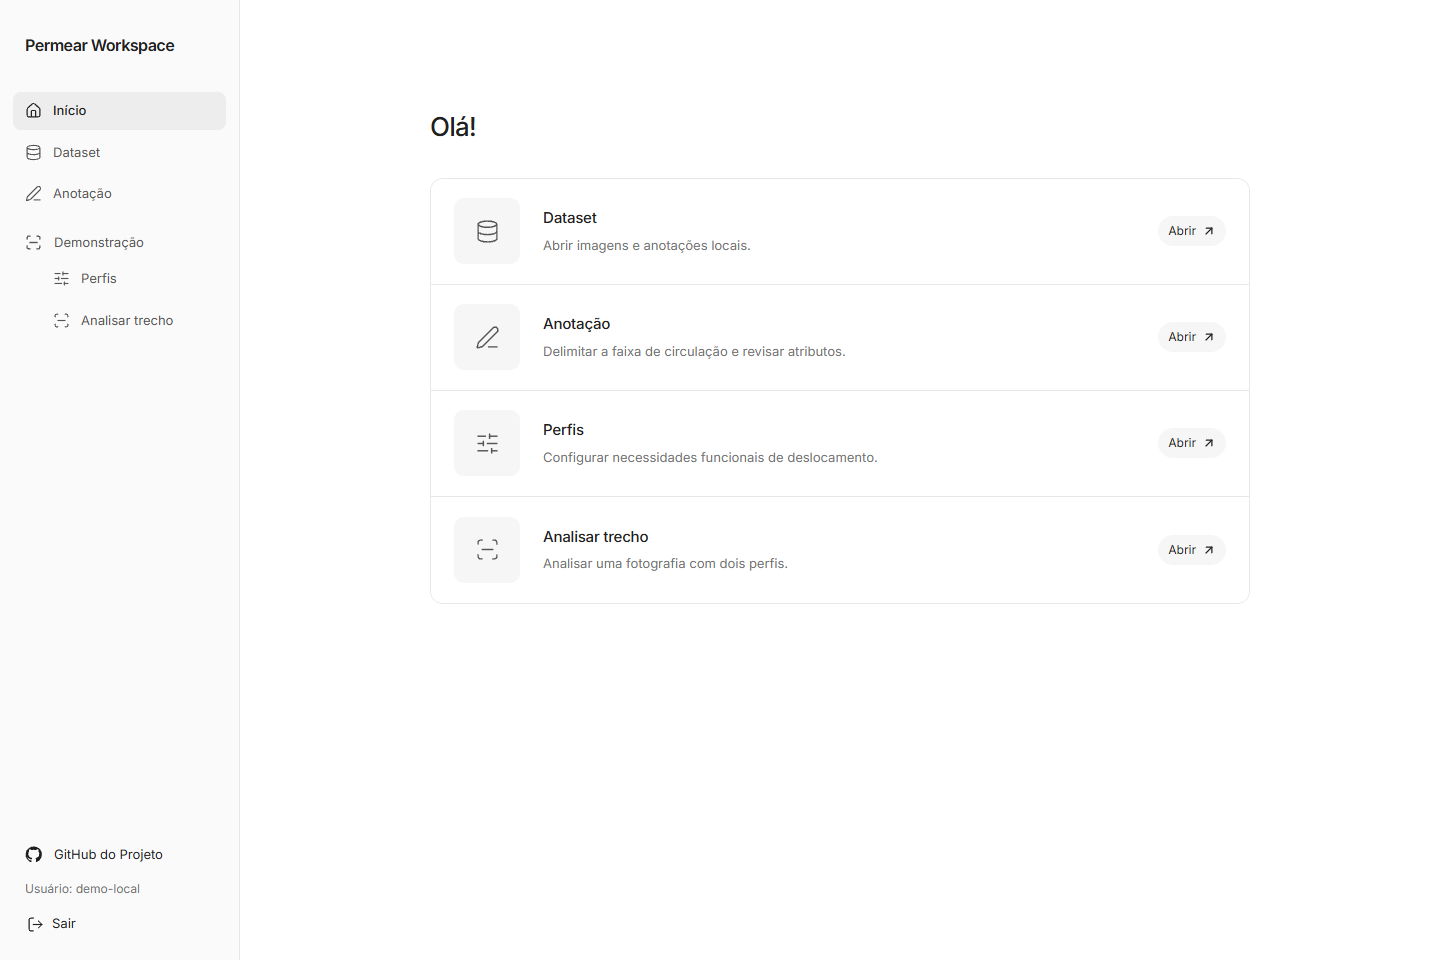 Permear Workspace
Início
Dataset
Anotação
Demonstração
Perfis
Analisar trecho
GitHub do Projeto
Usuário: demo-local
Sair
Olá!
Dataset
Abrir imagens e anotações locais.
Abrir
Anotação
Delimitar a faixa de circulação e revisar atributos.
Abrir
Perfis
Configurar necessidades funcionais de deslocamento.
Abrir
Analisar trecho
Analisar uma fotografia com dois perfis.
Abrir